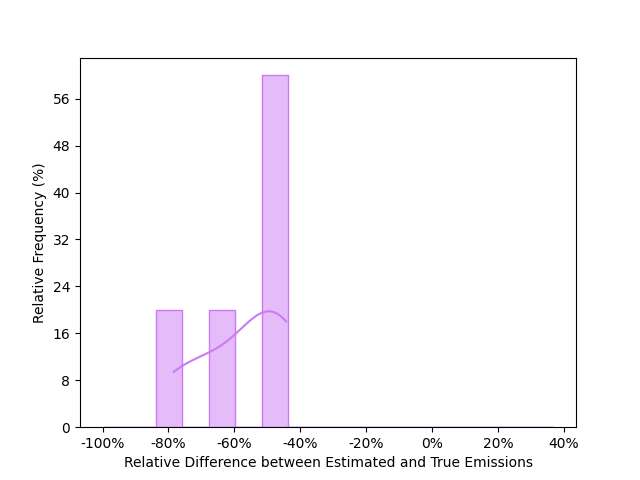 Relative Frequency (%)
56
48
40
32
24
16
8
0
-100% -80% -60% -40% -20% 0% 20% 40%
Relative Difference between Estimated and True Emissions